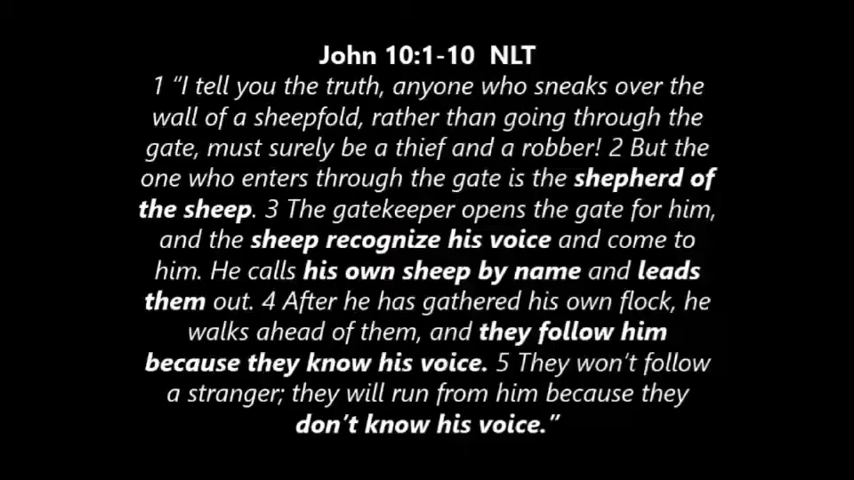 John 10:1-10 NLT
1 “I tell you the truth, anyone who sneaks over the
wall of a sheepfold, rather than going through the
gate, must surely be a thief and a robber! 2 But the
one who enters through the gate is the shepherd of
the sheep. 3 The gatekeeper opens the gate for him,
and the sheep recognize his voice and come to
him. He calls his own sheep by name and leads
them out. 4 After he has gathered his own flock, he
walks ahead of them, and they follow him
because they know his voice. 5 They won’t follow
a stranger; they will run from him because they
don’t know his voice.”